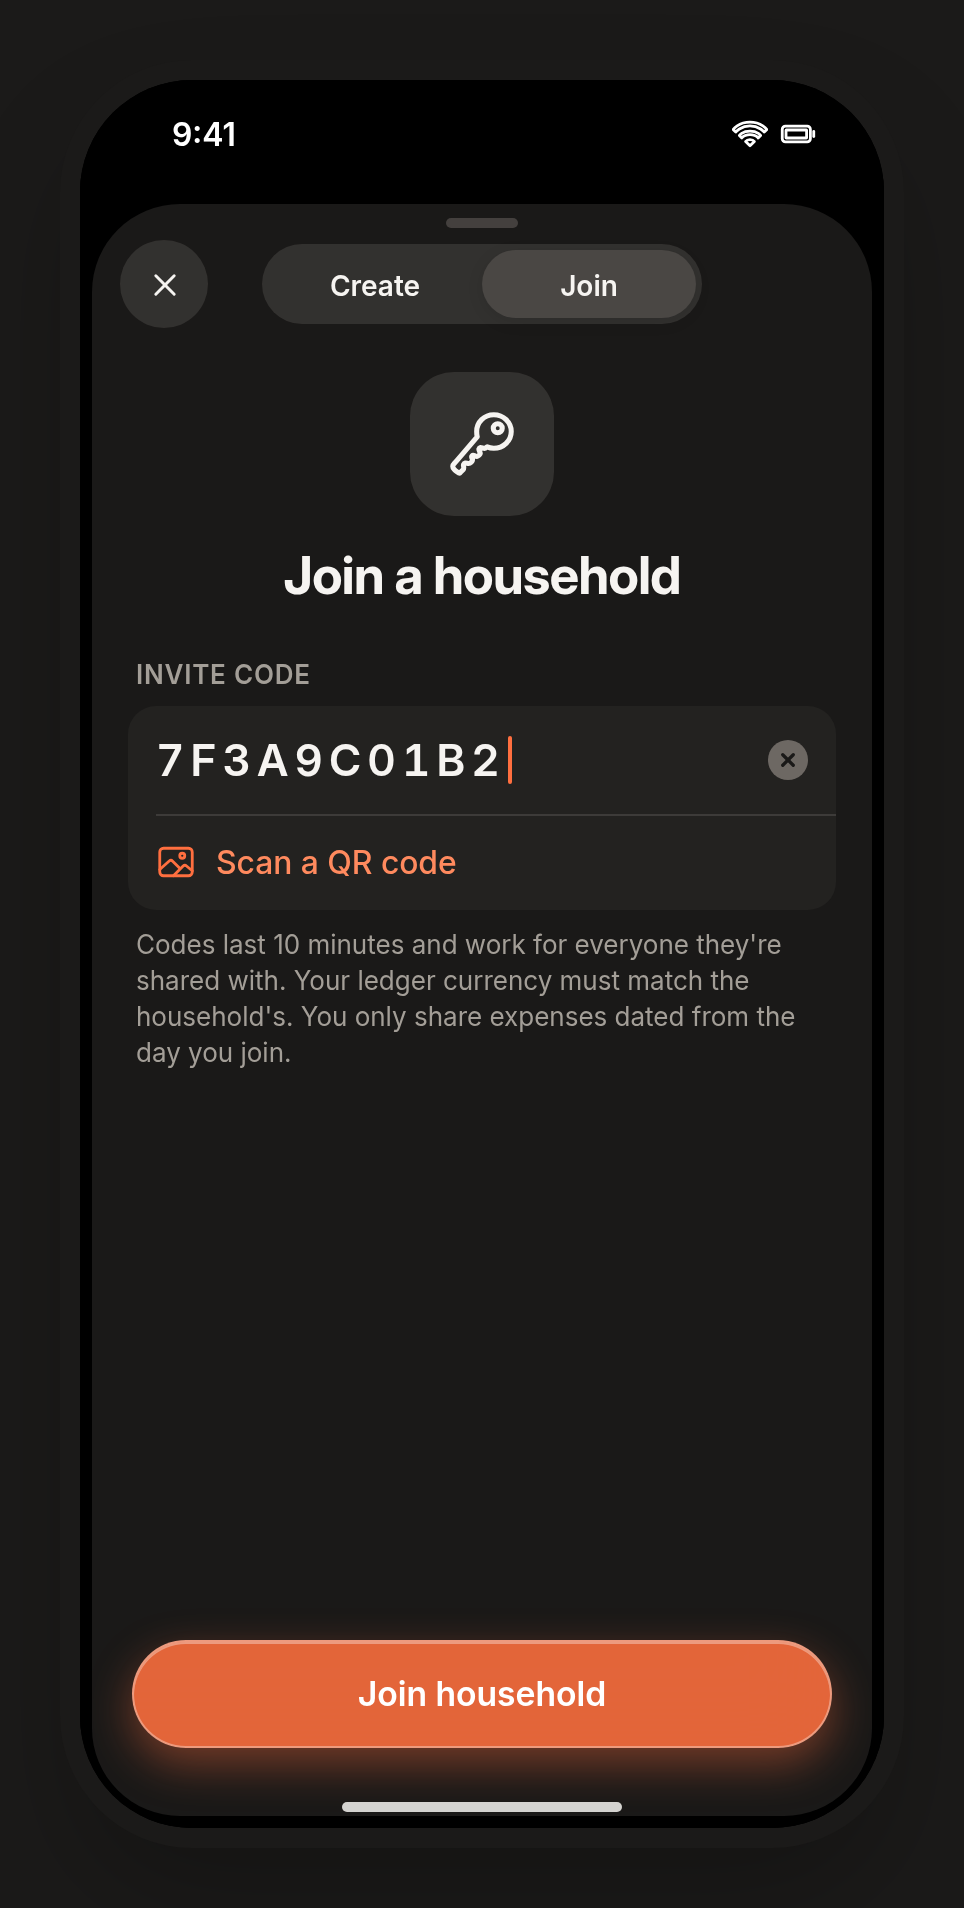 9:41
Create
Join
Join a household
INVITE CODE
7F3A9C01B2
Scan a QR code
Codes last 10 minutes and work for everyone they're
shared with. Your ledger currency must match the
household's. You only share expenses dated from the
day you join.
Join household